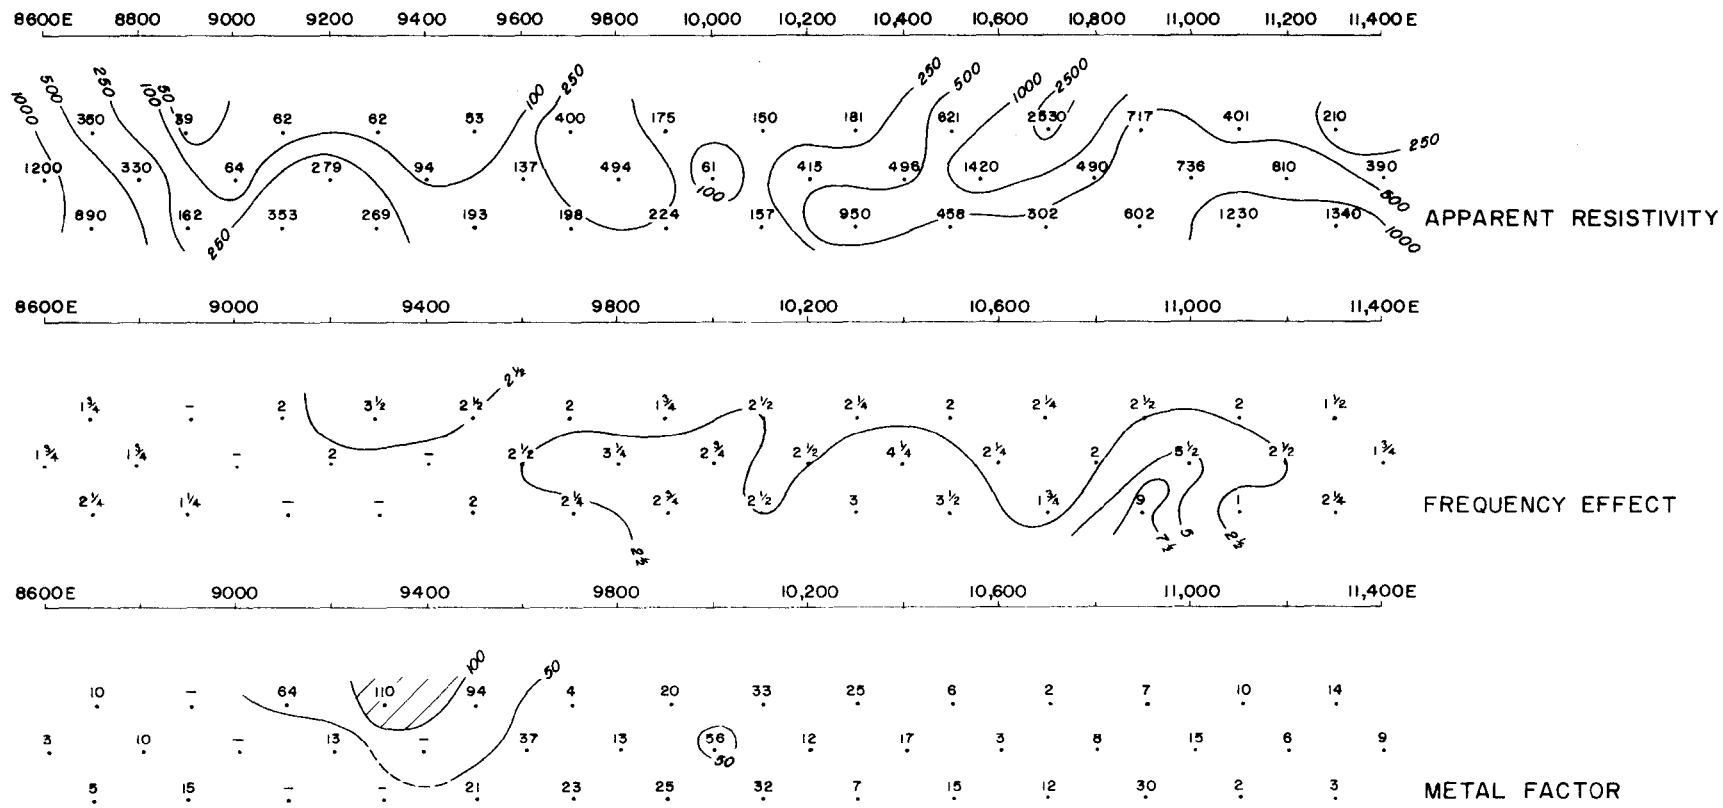 8600E 8800 9000 9200 9400 9600 9800 10,000 10,200 10,400 10,600 10,800 11,000 11,200 11,400E
1000 500 250 100 50 100 250 250 500 1000 2500
350 39 62 62 53 400 175 150 181 621 2530 717 401 210
250
1200 330 64 279 94 137 494 61 415 496 1420 490 736 810 390
100 500
890 162 353 269 193 198 224 157 950 458 302 602 1230 1340 APPARENT RESISTIVITY
250 1000
8600E 9000 9400 9800 10,200 10,600 11,000 11,400E
2½
1¾ – 2 3½ 2½ 2 1¾ 2½ 2¼ 2 2¼ 2½ 2 1½
1¾ 1¾ – 2 – 2½ 3¼ 2¾ 2½ 4¼ 2¼ 2 5½ 2½ 1¾
2¼ 1¼ – – 2 2¼ 2¾ 2½ 3 3½ 1¾ 9 1 2¼ FREQUENCY EFFECT
2½ 7½ 5 2½
8600E 9000 9400 9800 10,200 10,600 11,000 11,400E
100 50
10 – 64 110 94 4 20 33 25 6 2 7 10 14
3 10 – 13 – 37 13 56 12 17 3 8 15 6 9
50
5 15 – – 21 23 25 32 7 15 12 30 2 3 METAL FACTOR